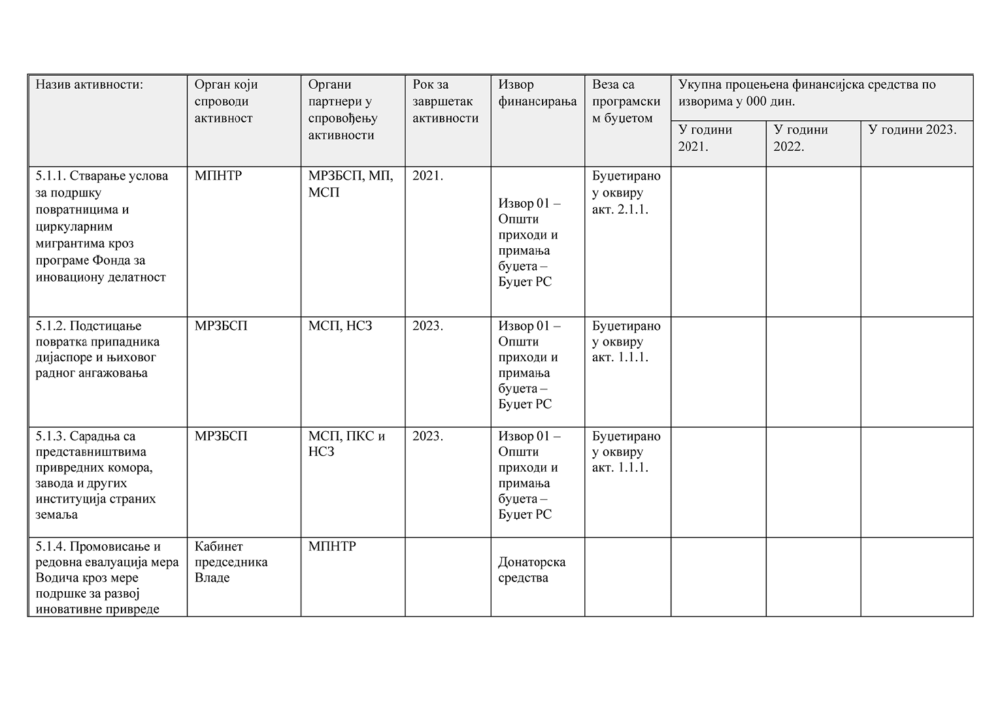 Назив активности:
Орган који
спроводи
активност
Органи
партнери у
спровођењу
активности
Рок за
завршетак
активности
Извор
финансирања
Веза са
програмски
м буџетом
Укупна процењена финансијска средства по
изворима у 000 дин.
У години
2021.
У години
2022.
У години 2023.
5.1.1. Стварање услова
за подршку
повратницима и
циркуларним
мигрантима кроз
програме Фонда за
иновациону делатност
МПНТР
МРЗБСП, МП,
МСП
2021.
Извор 01 –
Општи
приходи и
примања
буџета –
Буџет РС
Буџетирано
у оквиру
акт. 2.1.1.
5.1.2. Подстицање
повратка припадника
дијаспоре и њиховог
радног ангажовања
МРЗБСП
МСП, НСЗ
2023.
Извор 01 –
Општи
приходи и
примања
буџета –
Буџет РС
Буџетирано
у оквиру
акт. 1.1.1.
5.1.3. Сарадња са
представништвима
привредних комора,
завода и других
институција страних
земаља
МРЗБСП
МСП, ПКС и
НСЗ
2023.
Извор 01 –
Општи
приходи и
примања
буџета –
Буџет РС
Буџетирано
у оквиру
акт. 1.1.1.
5.1.4. Промовисање и
редовна евалуација мера
Водича кроз мере
подршке за развој
иновативне привреде
Кабинет
председника
Владе
МПНТР
Донаторска
средства